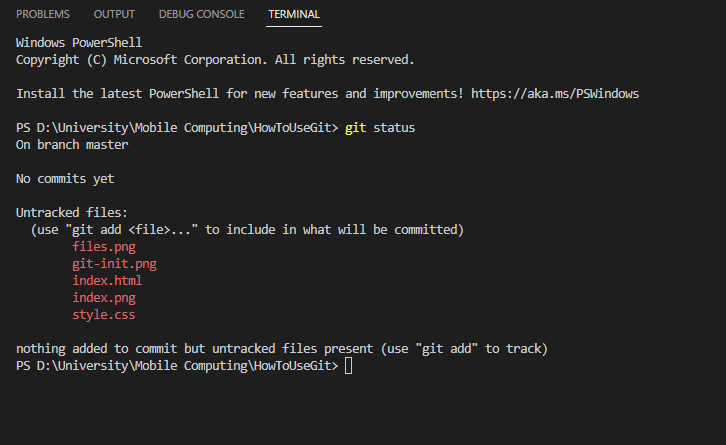 PROBLEMS OUTPUT DEBUG CONSOLE TERMINAL
Windows PowerShell
Copyright (C) Microsoft Corporation. All rights reserved.
Install the latest PowerShell for new features and improvements! https://aka.ms/PSWindows
PS D:\University\Mobile Computing\HowToUseGit> git status
On branch master
No commits yet
Untracked files:
(use "git add <file>..." to include in what will be committed)
files.png
git-init.png
index.html
index.png
style.css
nothing added to commit but untracked files present (use "git add" to track)
PS D:\University\Mobile Computing\HowToUseGit>